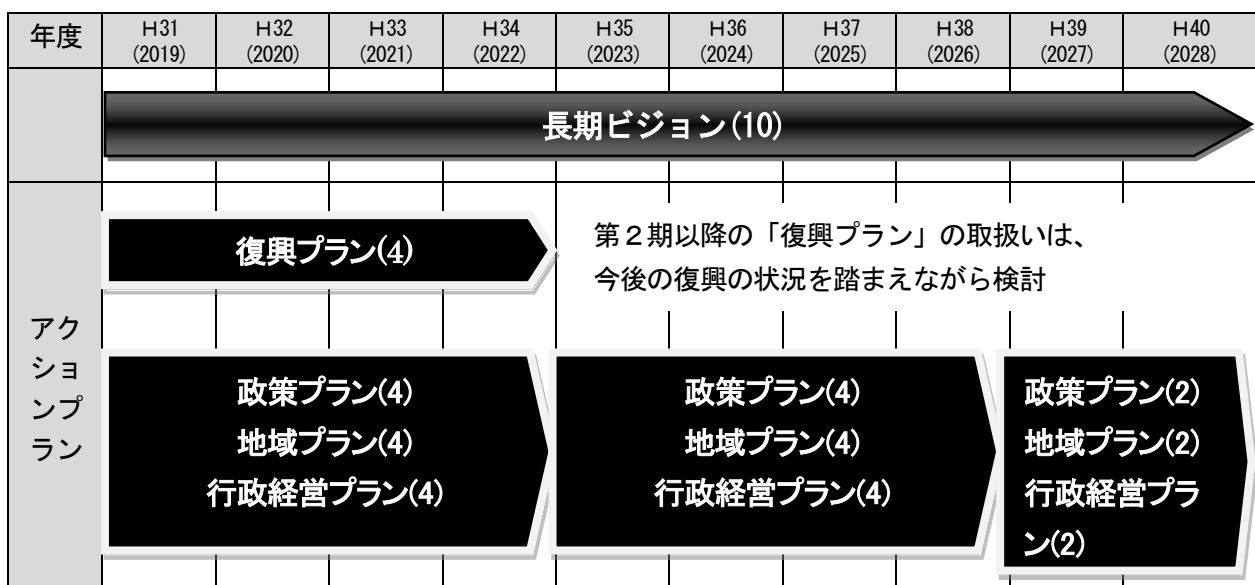 年度
H31
(2019)
H32
(2020)
H33
(2021)
H34
(2022)
H35
(2023)
H36
(2024)
H37
(2025)
H38
(2026)
H39
(2027)
H40
(2028)
長期ビジョン(10)
アク
ショ
ンプ
ラン
復興プラン(4)
第2期以降の「復興プラン」の取扱いは、
今後の復興の状況を踏まえながら検討
政策プラン(4)
地域プラン(4)
行政経営プラン(4)
政策プラン(4)
地域プラン(4)
行政経営プラン(4)
政策プラン(2)
地域プラン(2)
行政経営プラ
ン(2)